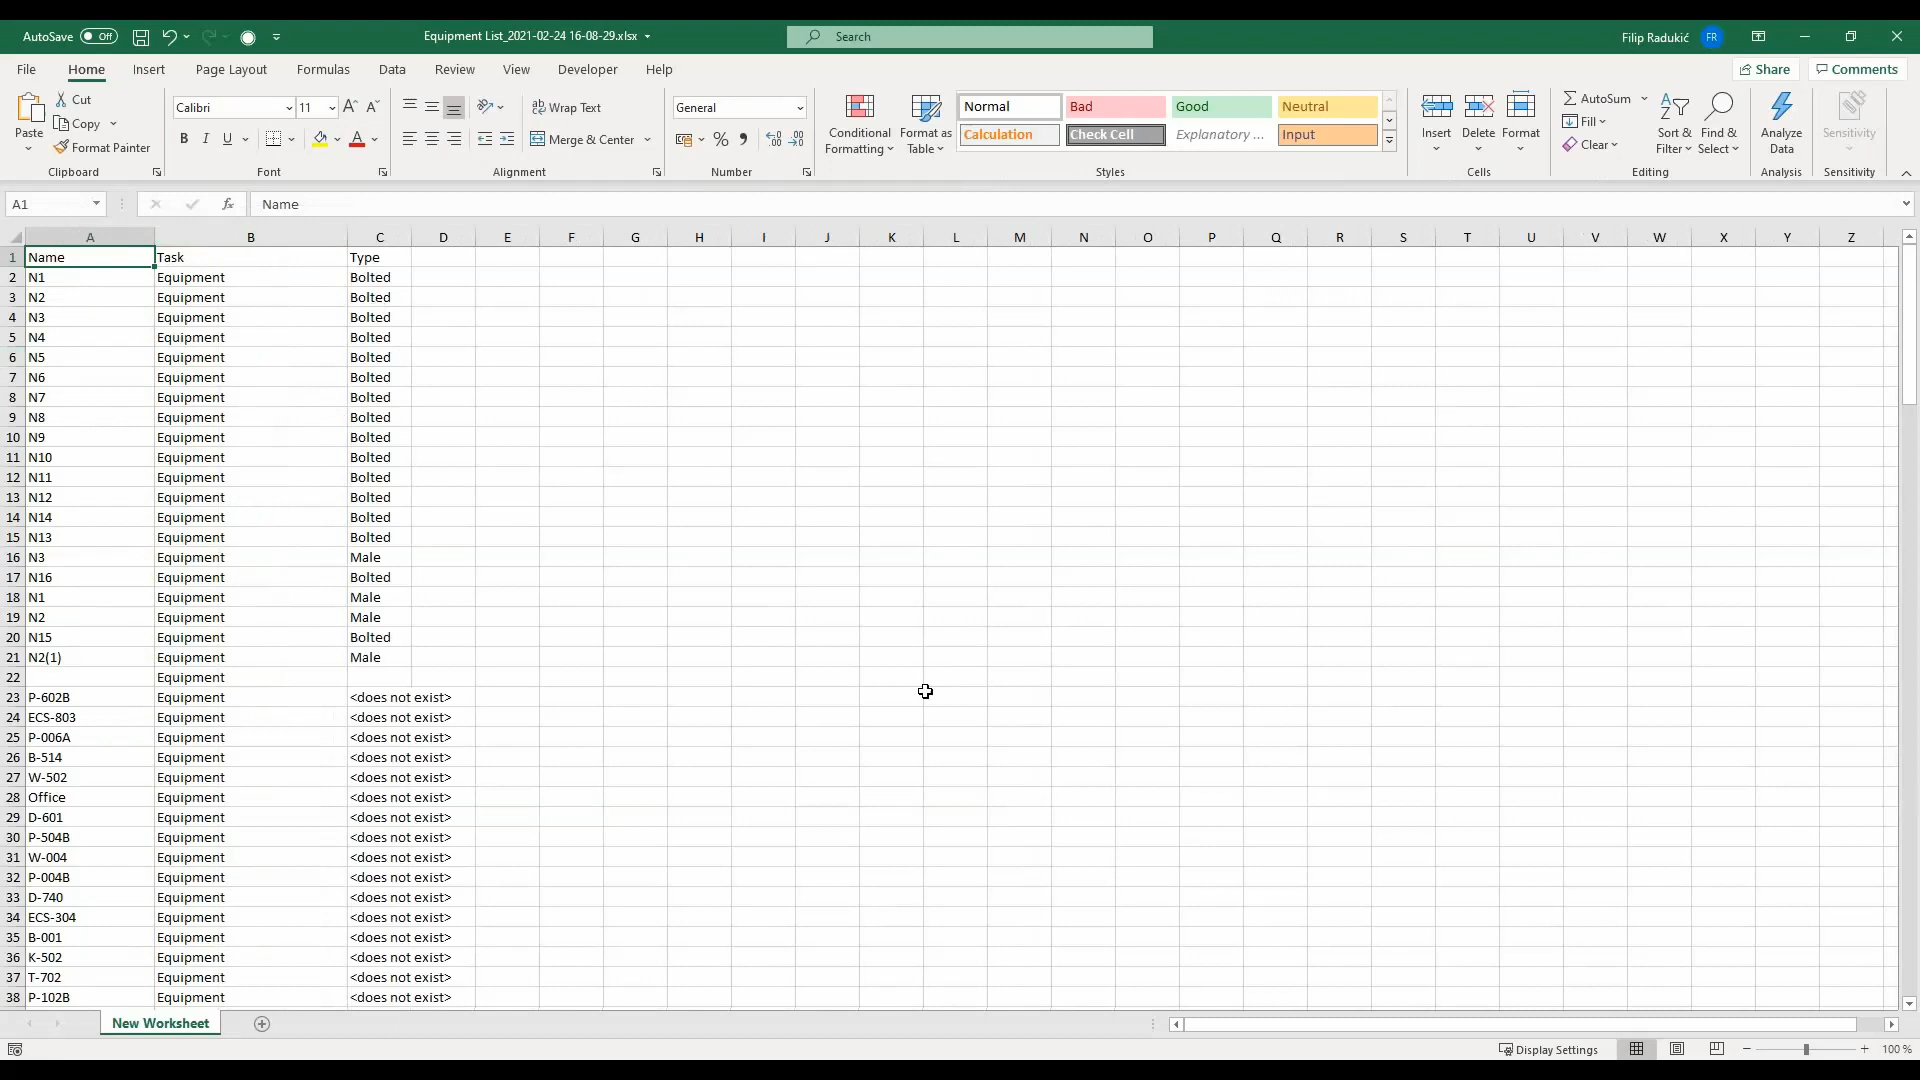 AutoSave Off Equipment List_2021-02-24 16-08-29.xlsx Search Filip Radukić FR
File Home Insert Page Layout Formulas Data Review View Developer Help Share Comments
Paste Cut Copy Format Painter Clipboard
Calibri 11 B I U Font
Wrap Text Merge & Center Alignment
General % Number
Conditional Formatting Format as Table
Normal Bad Good Neutral
Calculation Check Cell Explanatory ... Input
Styles
Insert Delete Format Cells
AutoSum Fill Clear Sort & Filter Find & Select Editing
Analyze Data Analysis
Sensitivity Sensitivity
A1 fx Name
A B C D E F G H I J K L M N O P Q R S T U V W X Y Z
1 Name Task Type
2 N1 Equipment Bolted
3 N2 Equipment Bolted
4 N3 Equipment Bolted
5 N4 Equipment Bolted
6 N5 Equipment Bolted
7 N6 Equipment Bolted
8 N7 Equipment Bolted
9 N8 Equipment Bolted
10 N9 Equipment Bolted
11 N10 Equipment Bolted
12 N11 Equipment Bolted
13 N12 Equipment Bolted
14 N14 Equipment Bolted
15 N13 Equipment Bolted
16 N3 Equipment Male
17 N16 Equipment Bolted
18 N1 Equipment Male
19 N2 Equipment Male
20 N15 Equipment Bolted
21 N2(1) Equipment Male
22 Equipment
23 P-602B Equipment <does not exist>
24 ECS-803 Equipment <does not exist>
25 P-006A Equipment <does not exist>
26 B-514 Equipment <does not exist>
27 W-502 Equipment <does not exist>
28 Office Equipment <does not exist>
29 D-601 Equipment <does not exist>
30 P-504B Equipment <does not exist>
31 W-004 Equipment <does not exist>
32 P-004B Equipment <does not exist>
33 D-740 Equipment <does not exist>
34 ECS-304 Equipment <does not exist>
35 B-001 Equipment <does not exist>
36 K-502 Equipment <does not exist>
37 T-702 Equipment <does not exist>
38 P-102B Equipment <does not exist>
New Worksheet
Display Settings 100 %